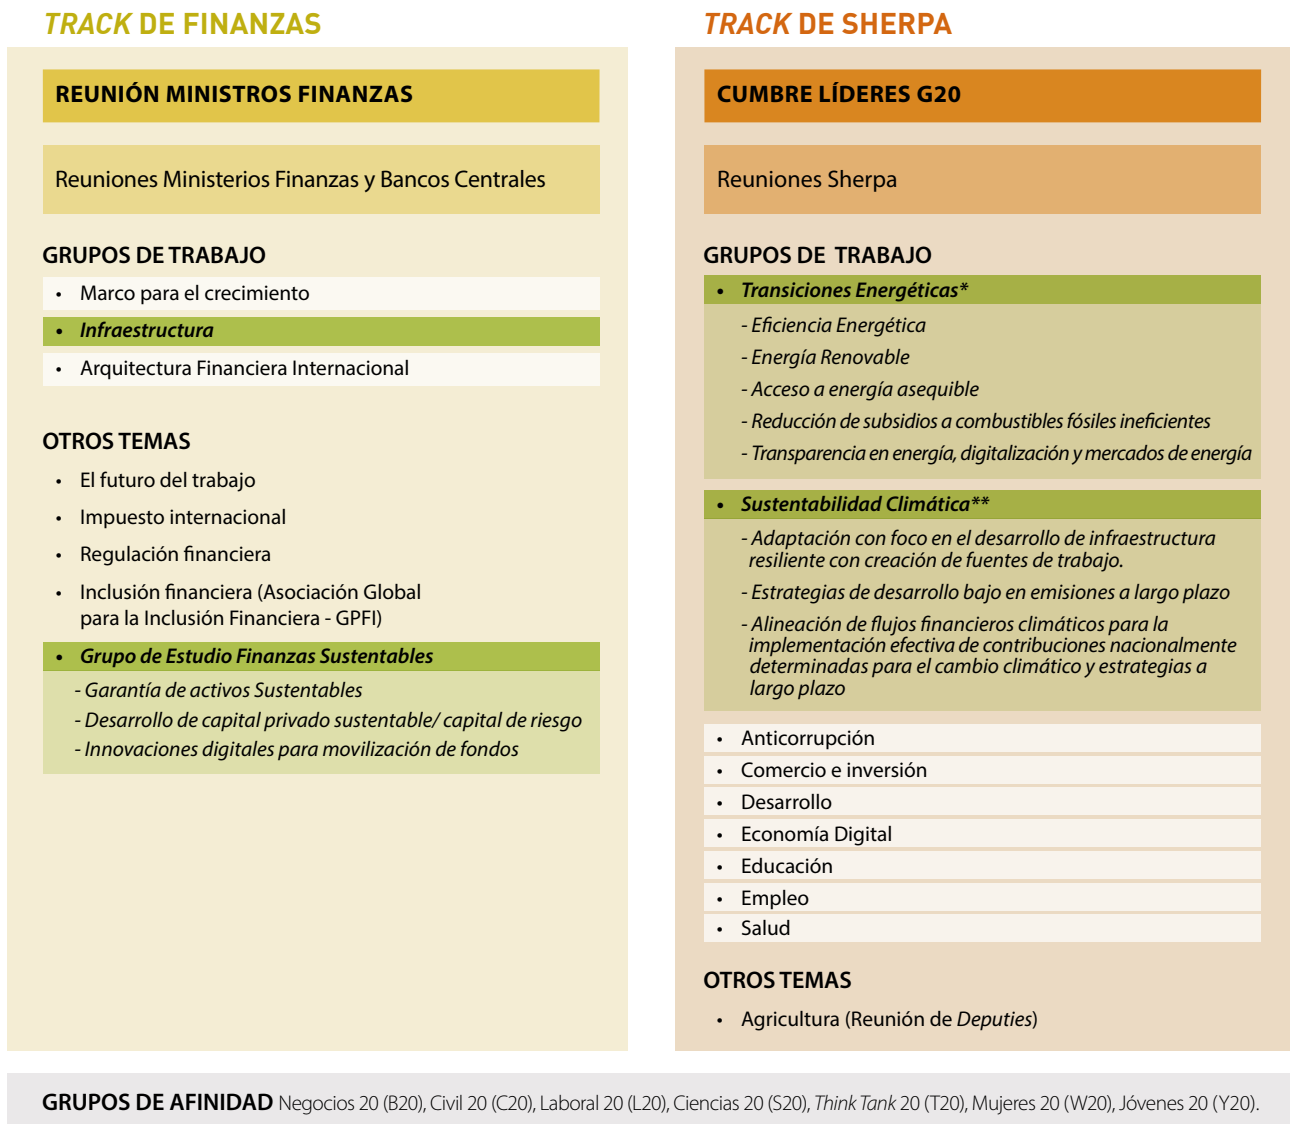 TRACK DE FINANZAS
REUNIÓN MINISTROS FINANZAS
Reuniones Ministerios Finanzas y Bancos Centrales
GRUPOS DE TRABAJO
• Marco para el crecimiento
• Infraestructura
• Arquitectura Financiera Internacional
OTROS TEMAS
• El futuro del trabajo
• Impuesto internacional
• Regulación financiera
• Inclusión financiera (Asociación Global
para la Inclusión Financiera - GPFI)
• Grupo de Estudio Finanzas Sustentables
- Garantía de activos Sustentables
- Desarrollo de capital privado sustentable/ capital de riesgo
- Innovaciones digitales para movilización de fondos
TRACK DE SHERPA
CUMBRE LÍDERES G20
Reuniones Sherpa
GRUPOS DE TRABAJO
• Transiciones Energéticas*
- Eficiencia Energética
- Energía Renovable
- Acceso a energía asequible
- Reducción de subsidios a combustibles fósiles ineficientes
- Transparencia en energía, digitalización y mercados de energía
• Sustentabilidad Climática**
- Adaptación con foco en el desarrollo de infraestructura
resiliente con creación de fuentes de trabajo.
- Estrategias de desarrollo bajo en emisiones a largo plazo
- Alineación de flujos financieros climáticos para la
implementación efectiva de contribuciones nacionalmente
determinadas para el cambio climático y estrategias a
largo plazo
• Anticorrupción
• Comercio e inversión
• Desarrollo
• Economía Digital
• Educación
• Empleo
• Salud
OTROS TEMAS
• Agricultura (Reunión de Deputies)
GRUPOS DE AFINIDAD Negocios 20 (B20), Civil 20 (C20), Laboral 20 (L20), Ciencias 20 (S20), Think Tank 20 (T20), Mujeres 20 (W20), Jóvenes 20 (Y20).